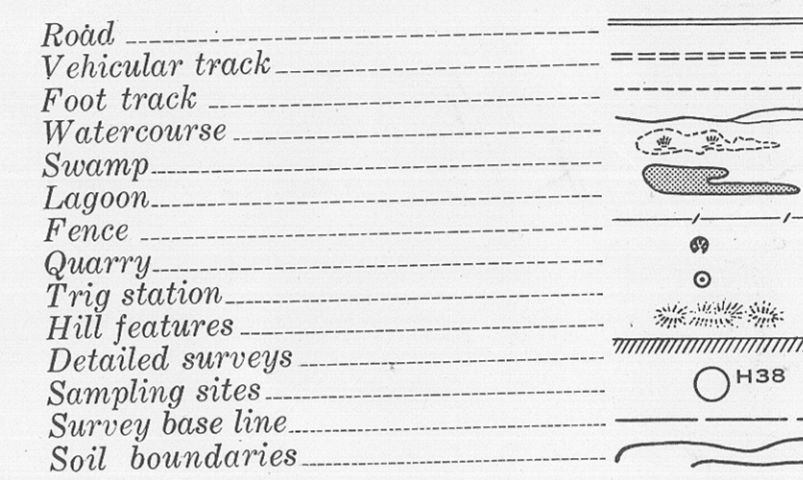 Road
Vehicular track
Foot track
Watercourse
Swamp
Lagoon
Fence
Quarry
Trig station
Hill features
Detailed surveys
Sampling sites H38
Survey base line
Soil boundaries